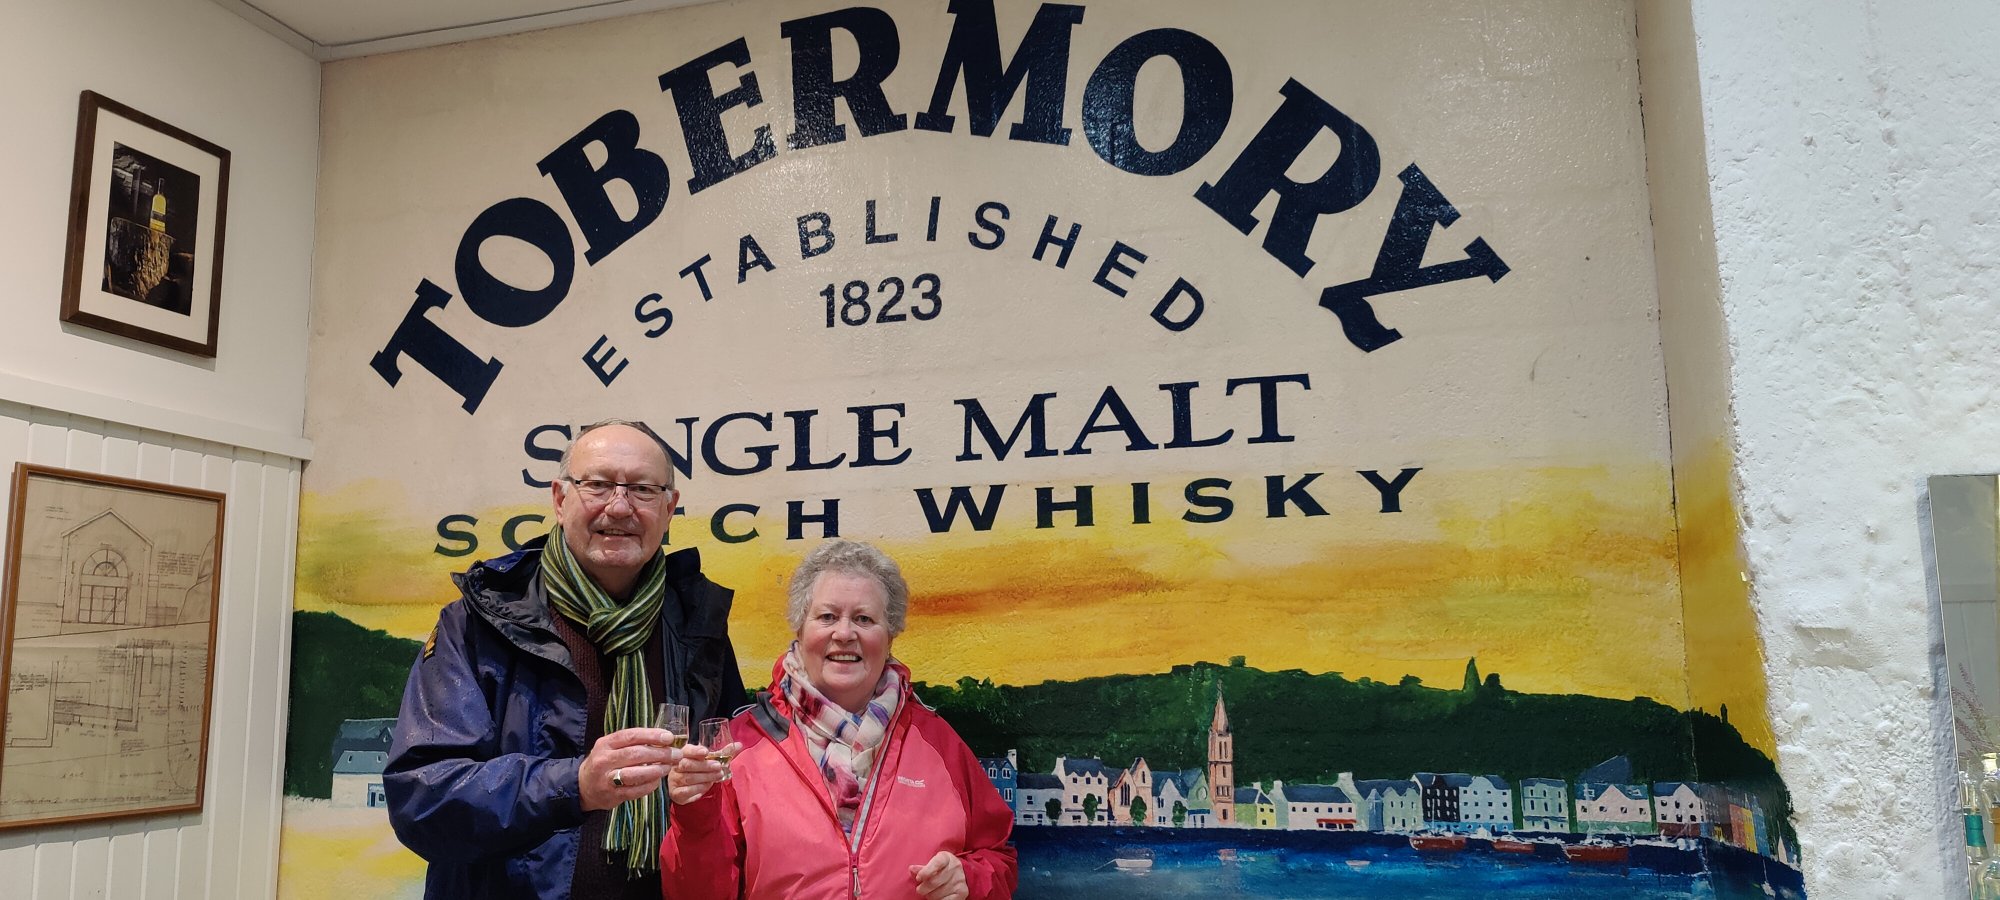 TOBERMORY
ESTABLISHED
1823
SINGLE MALT
SCOTCH WHISKY